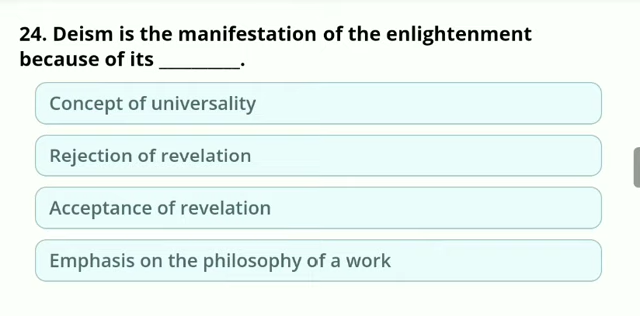 24. Deism is the manifestation of the enlightenment
because of its _________.
Concept of universality
Rejection of revelation
Acceptance of revelation
Emphasis on the philosophy of a work